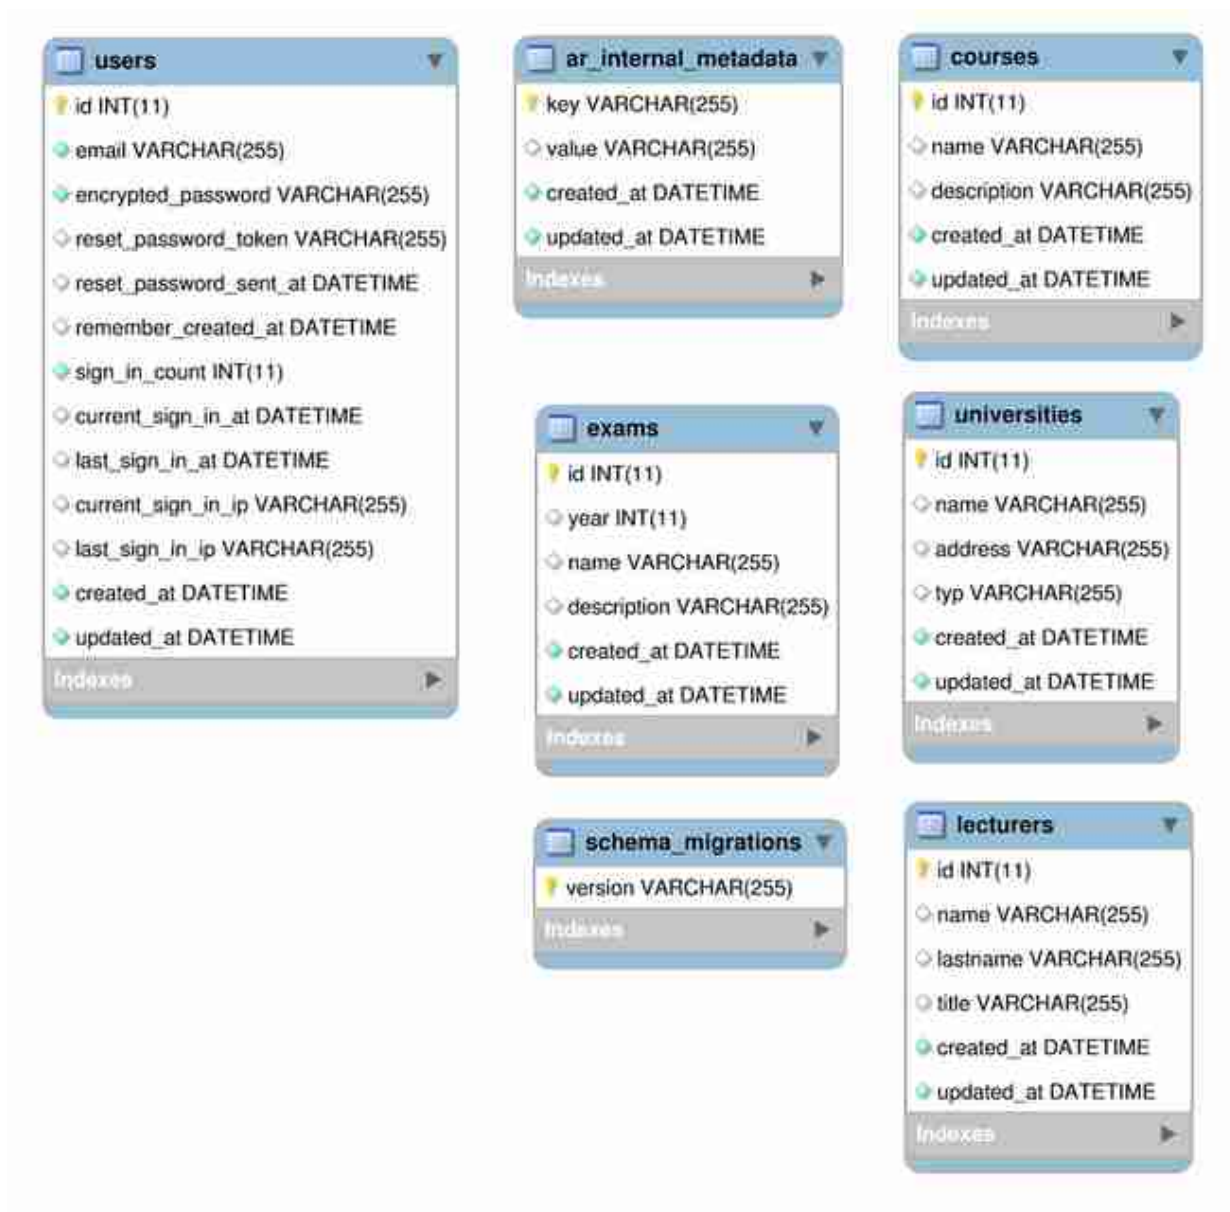 users
id INT(11)
email VARCHAR(255)
encrypted_password VARCHAR(255)
reset_password_token VARCHAR(255)
reset_password_sent_at DATETIME
remember_created_at DATETIME
sign_in_count INT(11)
current_sign_in_at DATETIME
last_sign_in_at DATETIME
current_sign_in_ip VARCHAR(255)
last_sign_in_ip VARCHAR(255)
created_at DATETIME
updated_at DATETIME
Indexes
ar_internal_metadata
key VARCHAR(255)
value VARCHAR(255)
created_at DATETIME
updated_at DATETIME
Indexes
courses
id INT(11)
name VARCHAR(255)
description VARCHAR(255)
created_at DATETIME
updated_at DATETIME
Indexes
exams
id INT(11)
year INT(11)
name VARCHAR(255)
description VARCHAR(255)
created_at DATETIME
updated_at DATETIME
Indexes
universities
id INT(11)
name VARCHAR(255)
address VARCHAR(255)
typ VARCHAR(255)
created_at DATETIME
updated_at DATETIME
Indexes
schema_migrations
version VARCHAR(255)
Indexes
lecturers
id INT(11)
name VARCHAR(255)
lastname VARCHAR(255)
title VARCHAR(255)
created_at DATETIME
updated_at DATETIME
Indexes